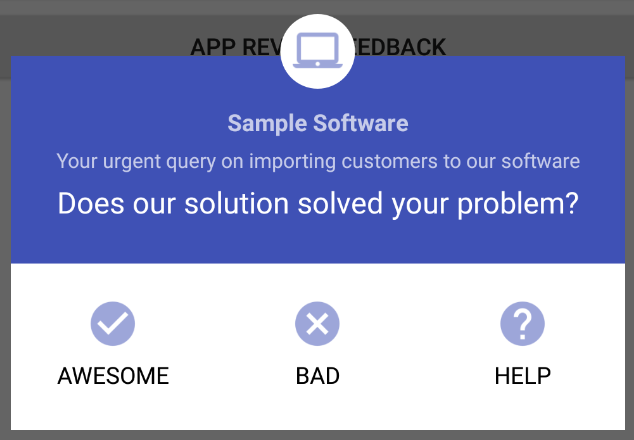 APP REV EEDBACK
Sample Software
Your urgent query on importing customers to our software
Does our solution solved your problem?
AWESOME
BAD
HELP